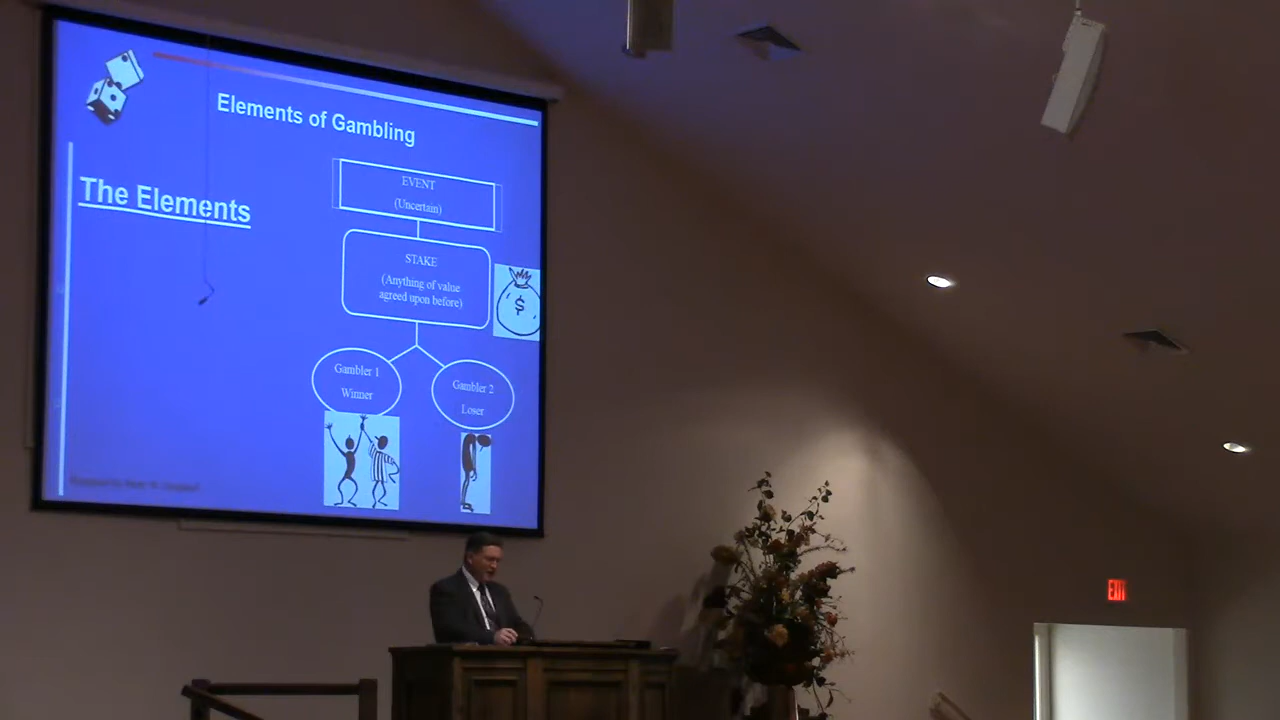 Elements of Gambling
The Elements
EVENT
(Uncertain)
STAKE
(Anything of value
agreed upon before)
$
Gambler 1
Winner
Gambler 2
Loser
EXIT